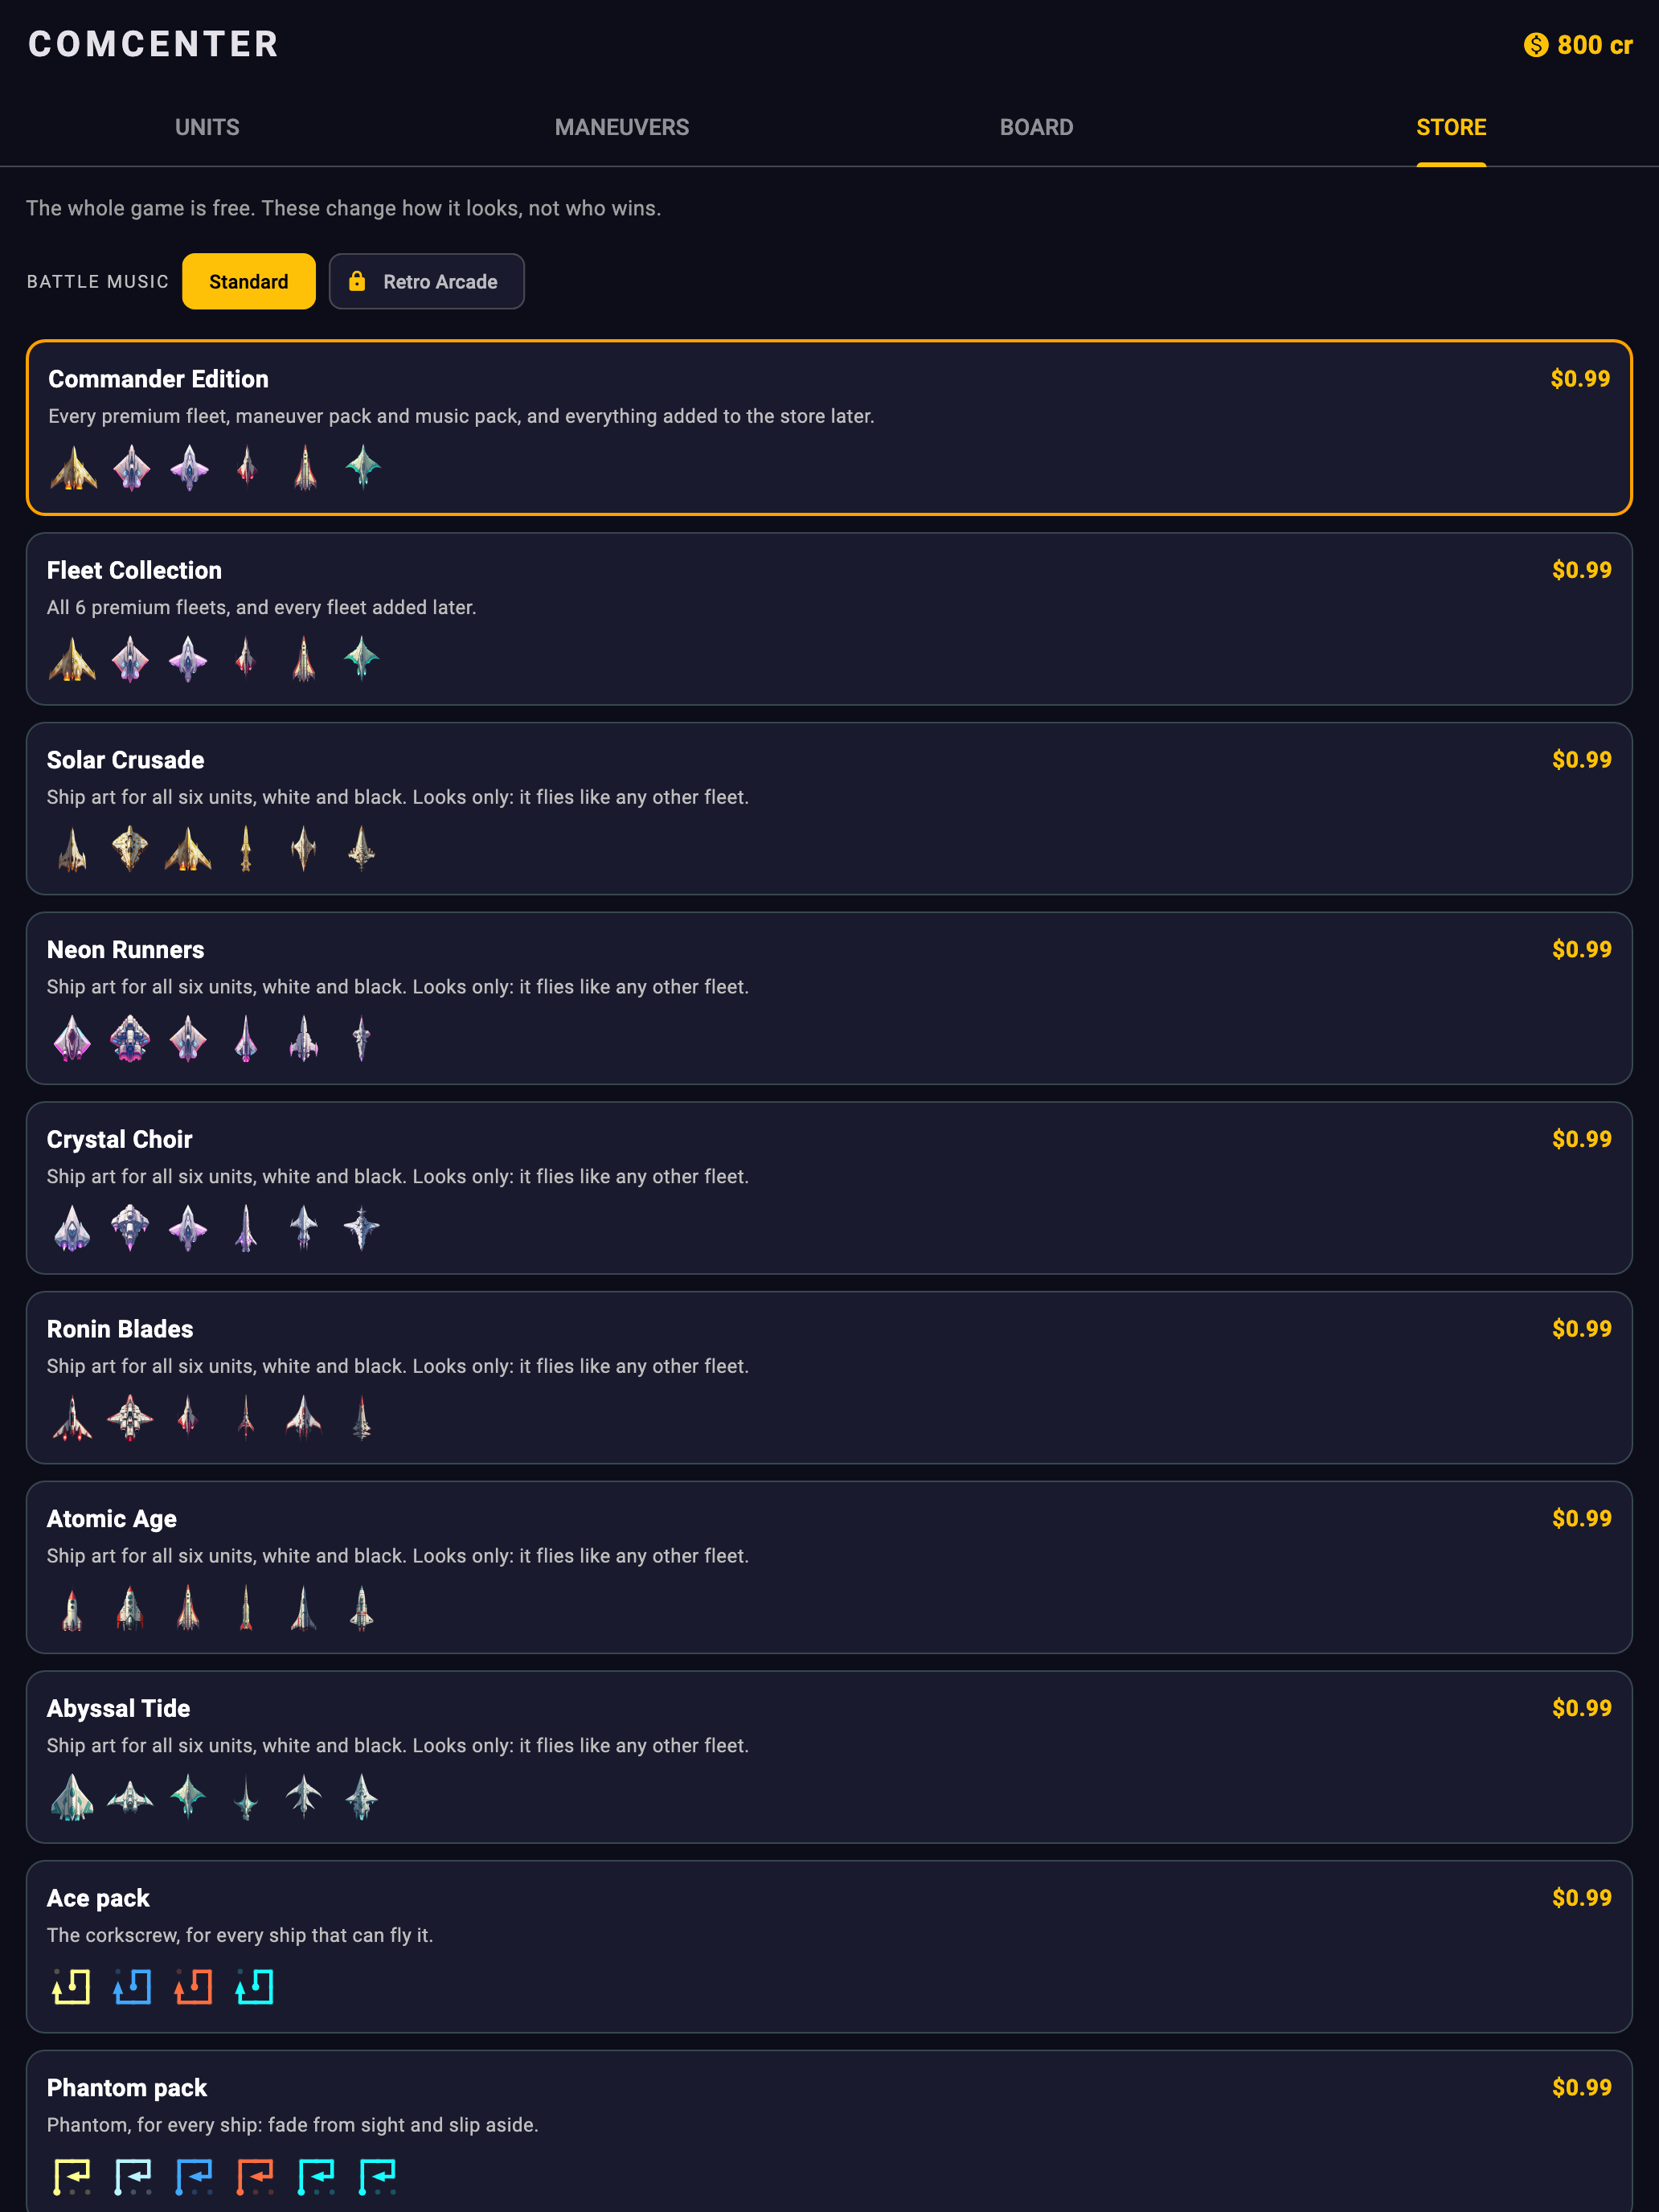 COMCENTER
800 cr
UNITS
MANEUVERS
BOARD
STORE
The whole game is free. These change how it looks, not who wins.
BATTLE MUSIC
Standard
Retro Arcade
Commander Edition
$0.99
Every premium fleet, maneuver pack and music pack, and everything added to the store later.
Fleet Collection
$0.99
All 6 premium fleets, and every fleet added later.
Solar Crusade
$0.99
Ship art for all six units, white and black. Looks only: it flies like any other fleet.
Neon Runners
$0.99
Ship art for all six units, white and black. Looks only: it flies like any other fleet.
Crystal Choir
$0.99
Ship art for all six units, white and black. Looks only: it flies like any other fleet.
Ronin Blades
$0.99
Ship art for all six units, white and black. Looks only: it flies like any other fleet.
Atomic Age
$0.99
Ship art for all six units, white and black. Looks only: it flies like any other fleet.
Abyssal Tide
$0.99
Ship art for all six units, white and black. Looks only: it flies like any other fleet.
Ace pack
$0.99
The corkscrew, for every ship that can fly it.
Phantom pack
$0.99
Phantom, for every ship: fade from sight and slip aside.